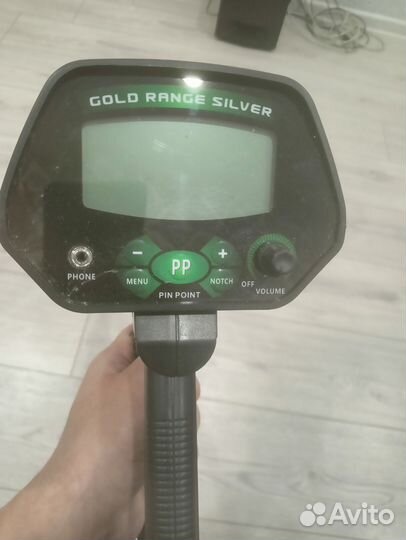 GOLD RANGE SILVER
− +
PHONE
PP
MENU
NOTCH
OFF
PIN POINT
VOLUME
Avito